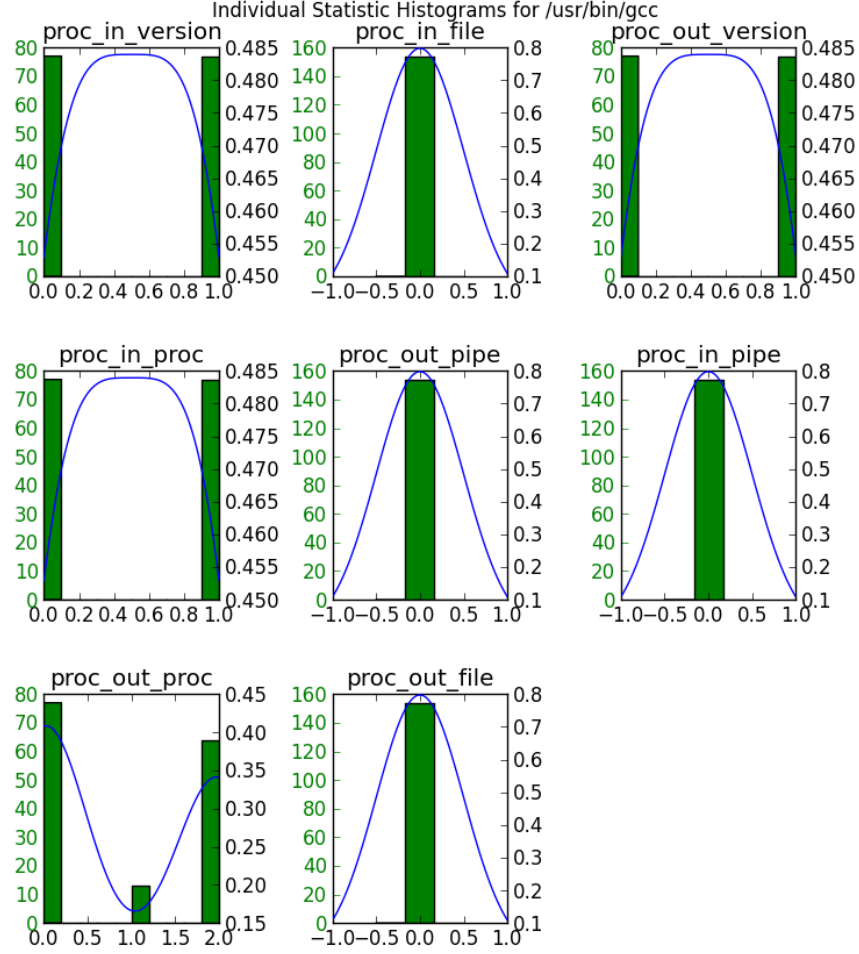 Individual Statistic Histograms for /usr/bin/gcc
proc_in_version proc_in_file proc_out_version
80 0.485 160 0.8 80 0.485
70 0.480 140 0.7 70 0.480
60 0.475 120 0.6 60 0.475
50 0.470 100 0.5 50 0.470
40 80 40
30 0.465 60 0.4 30 0.465
20 0.460 40 0.3 20 0.460
10 0.455 20 0.2 10 0.455
0 0.450 0 0.1 0 0.450
0.0 0.2 0.4 0.6 0.8 1.0 −1.0 −0.5 0.0 0.5 1.0 0.0 0.2 0.4 0.6 0.8 1.0
proc_in_proc proc_out_pipe proc_in_pipe
80 0.485 160 0.8 160 0.8
70 0.480 140 0.7 140 0.7
60 0.475 120 0.6 120 0.6
50 0.470 100 0.5 100 0.5
40 80 80
30 0.465 60 0.4 60 0.4
20 0.460 40 0.3 40 0.3
10 0.455 20 0.2 20 0.2
0 0.450 0 0.1 0 0.1
0.0 0.2 0.4 0.6 0.8 1.0 −1.0 −0.5 0.0 0.5 1.0 −1.0 −0.5 0.0 0.5 1.0
proc_out_proc proc_out_file
80 0.45 160 0.8
70 0.40 140 0.7
60 0.35 120 0.6
50 0.30 100 0.5
40 80
30 0.25 60 0.4
20 0.20 40 0.3
10 20 0.2
0 0.15 0 0.1
0.0 0.5 1.0 1.5 2.0 −1.0 −0.5 0.0 0.5 1.0